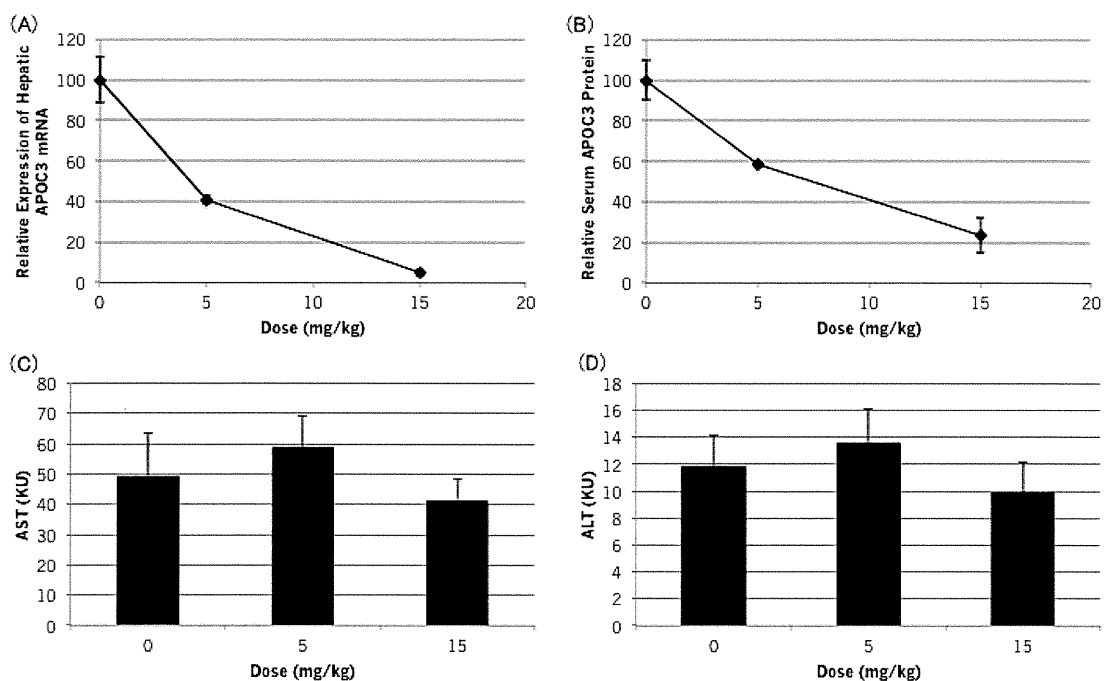 (A)
Relative Expression of Hepatic
APOC3 mRNA
120
100
80
60
40
20
0
0 5 10 15 20
Dose (mg/kg)
(B)
Relative Serum APOC3 Protein
120
100
80
60
40
20
0
0 5 10 15 20
Dose (mg/kg)
(C)
AST (KU)
80
70
60
50
40
30
20
10
0
0 5 15
Dose (mg/kg)
(D)
ALT (KU)
18
16
14
12
10
8
6
4
2
0
0 5 15
Dose (mg/kg)